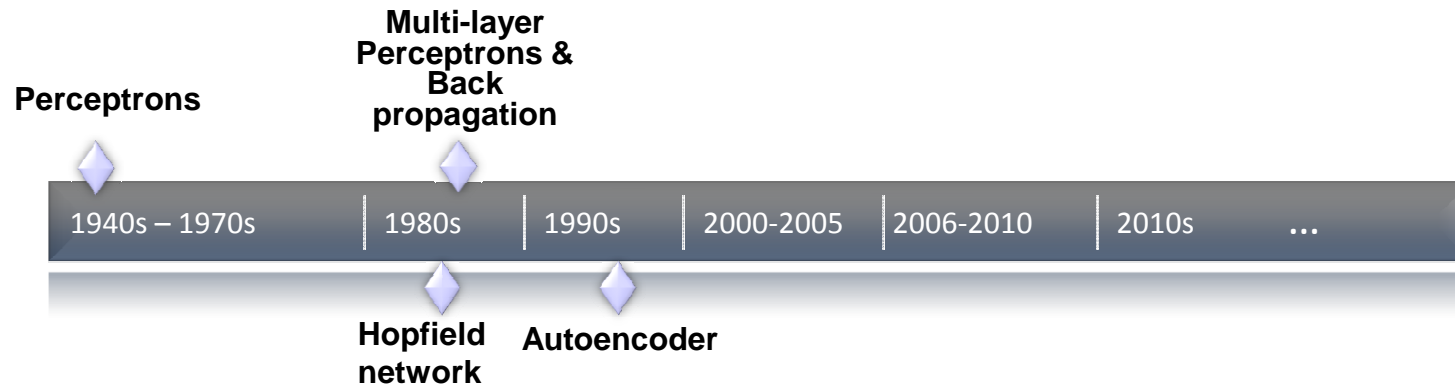 Multi-layer
Perceptrons &
Back
propagation
Perceptrons
1940s – 1970s
1980s
1990s
2000-2005
2006-2010
2010s
...
Hopfield
network
Autoencoder